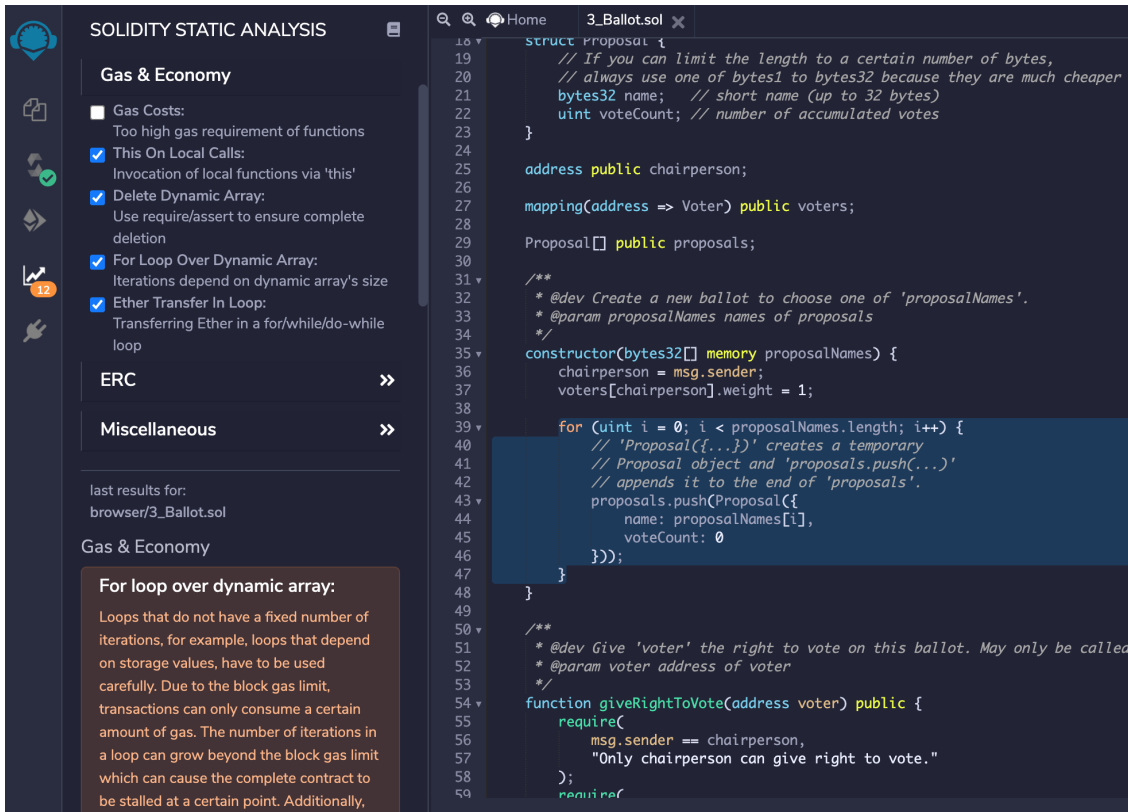 SOLIDITY STATIC ANALYSIS
Gas & Economy
Gas Costs:
Too high gas requirement of functions
This On Local Calls:
Invocation of local functions via 'this'
Delete Dynamic Array:
Use require/assert to ensure complete
deletion
For Loop Over Dynamic Array:
Iterations depend on dynamic array's size
Ether Transfer In Loop:
Transferring Ether in a for/while/do-while
loop
12
ERC
Miscellaneous
last results for:
browser/3_Ballot.sol
Gas & Economy
For loop over dynamic array:
Loops that do not have a fixed number of
iterations, for example, loops that depend
on storage values, have to be used
carefully. Due to the block gas limit,
transactions can only consume a certain
amount of gas. The number of iterations in
a loop can grow beyond the block gas limit
which can cause the complete contract to
be stalled at a certain point. Additionally,
Home
3_Ballot.sol
18 struct Proposal {
19 // If you can limit the length to a certain number of bytes,
20 // always use one of bytes1 to bytes32 because they are much cheaper
21 bytes32 name; // short name (up to 32 bytes)
22 uint voteCount; // number of accumulated votes
23 }
24
25 address public chairperson;
26
27 mapping(address => Voter) public voters;
28
29 Proposal[] public proposals;
30
31 /**
32 * @dev Create a new ballot to choose one of 'proposalNames'.
33 * @param proposalNames names of proposals
34 */
35 constructor(bytes32[] memory proposalNames) {
36 chairperson = msg.sender;
37 voters[chairperson].weight = 1;
38
39 for (uint i = 0; i < proposalNames.length; i++) {
40 // 'Proposal({...})' creates a temporary
41 // Proposal object and 'proposals.push(...)'
42 // appends it to the end of 'proposals'.
43 proposals.push(Proposal({
44 name: proposalNames[i],
45 voteCount: 0
46 }));
47 }
48 }
49
50 /**
51 * @dev Give 'voter' the right to vote on this ballot. May only be called
52 * @param voter address of voter
53 */
54 function giveRightToVote(address voter) public {
55 require(
56 msg.sender == chairperson,
57 "Only chairperson can give right to vote."
58 );
59 require(